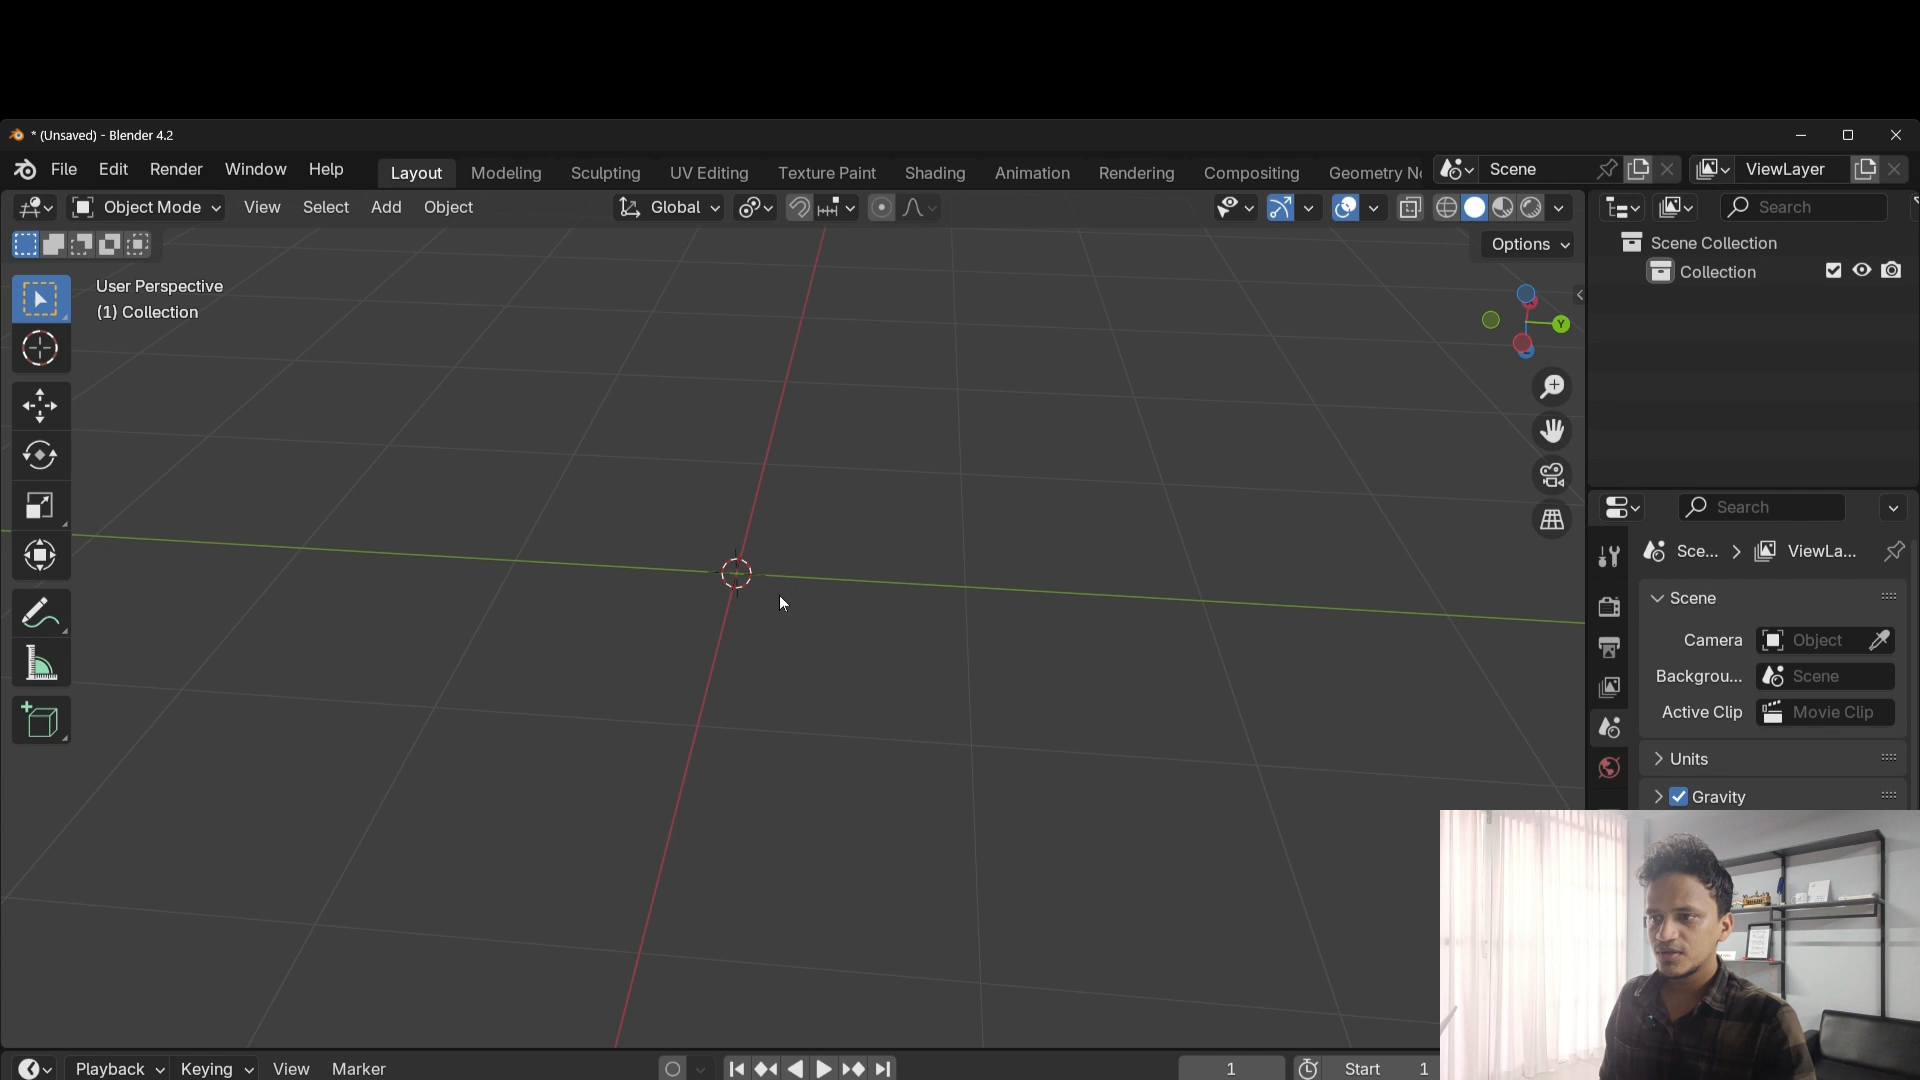 * (Unsaved) - Blender 4.2
File Edit Render Window Help Layout Modeling Sculpting UV Editing Texture Paint Shading Animation Rendering Compositing Geometry No Scene ViewLayer
Object Mode View Select Add Object Global Search
Options
Scene Collection
Collection
User Perspective
(1) Collection
Y
Search
Sce... > ViewLa...
Scene
Camera Object
Backgrou... Scene
Active Clip Movie Clip
Units
Gravity
Playback Keying View Marker 1 Start 1